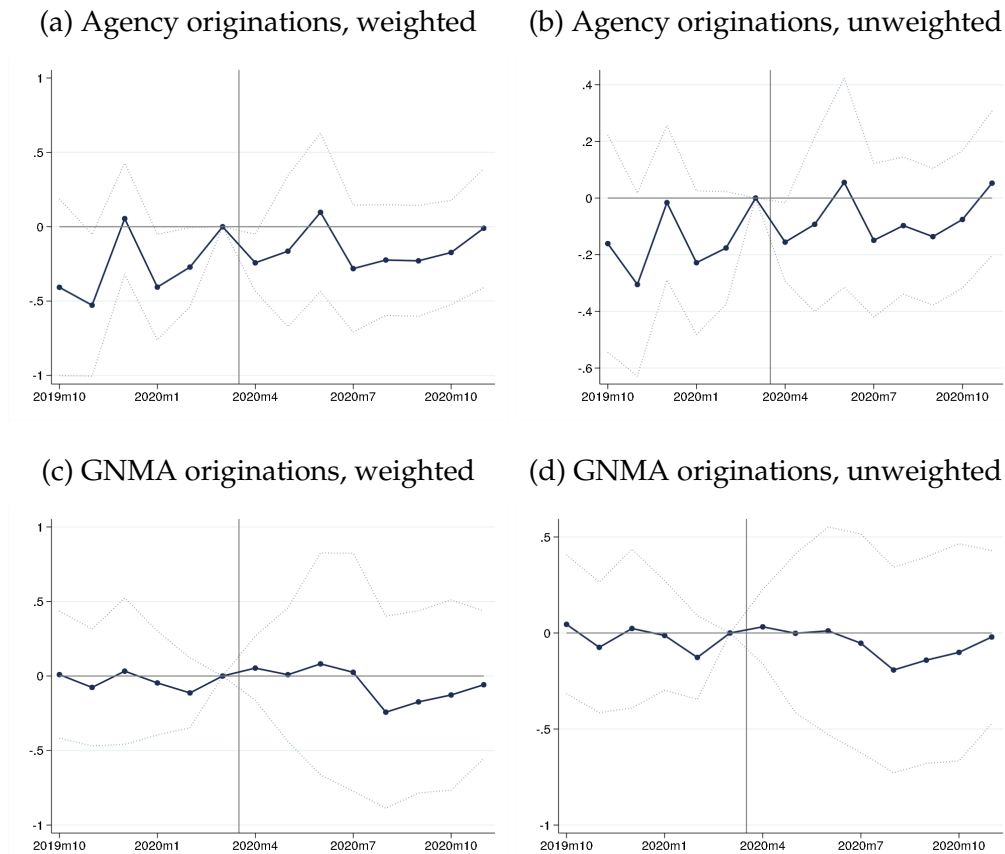 (a) Agency originations, weighted
1
.5
0
-.5
-1
2019m10 2020m1 2020m4 2020m7 2020m10
(b) Agency originations, unweighted
.4
.2
0
-.2
-.4
-.6
2019m10 2020m1 2020m4 2020m7 2020m10
(c) GNMA originations, weighted
1
.5
0
-.5
-1
2019m10 2020m1 2020m4 2020m7 2020m10
(d) GNMA originations, unweighted
.5
0
-.5
-1
2019m10 2020m1 2020m4 2020m7 2020m10